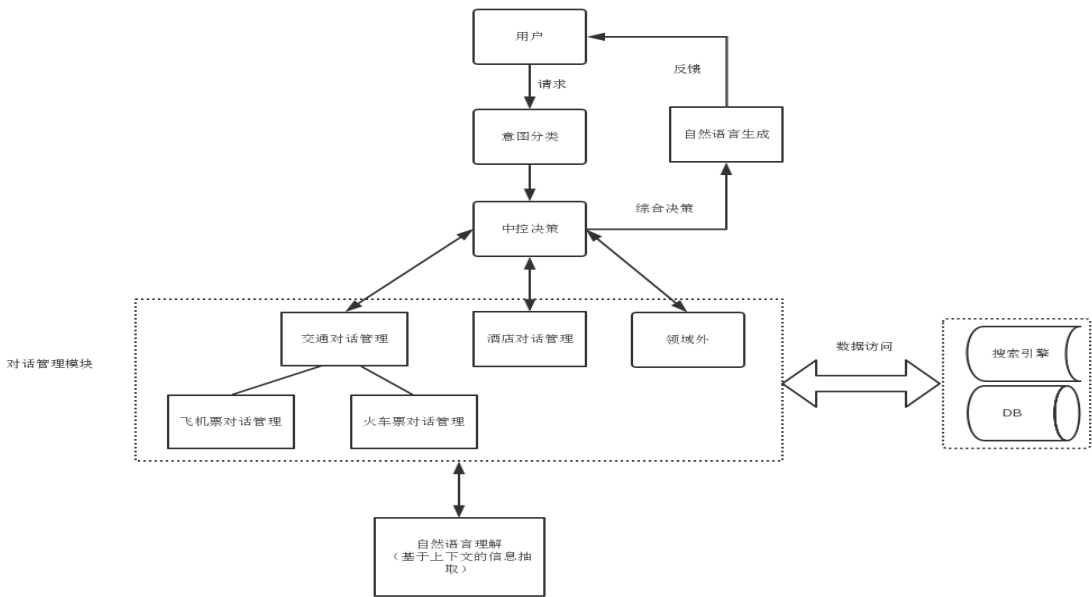 用户
请求
反馈
意图分类
自然语言生成
综合决策
中控决策
交通对话管理
酒店对话管理
领域外
对话管理模块
飞机票对话管理
火车票对话管理
数据访问
搜索引擎
DB
自然语言理解
（基于上下文的信息抽
取）